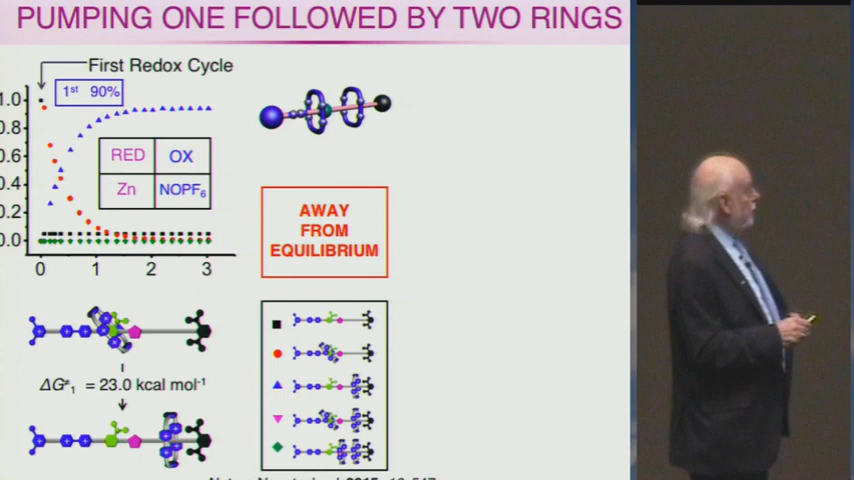 PUMPING ONE FOLLOWED BY TWO RINGS
First Redox Cycle
1st 90%
1.0
0.8
0.6
0.4
0.2
0.0
0 1 2 3
RED OX
Zn NOPF6
AWAY
FROM
EQUILIBRIUM
ΔG≠1 = 23.0 kcal mol-1
2015